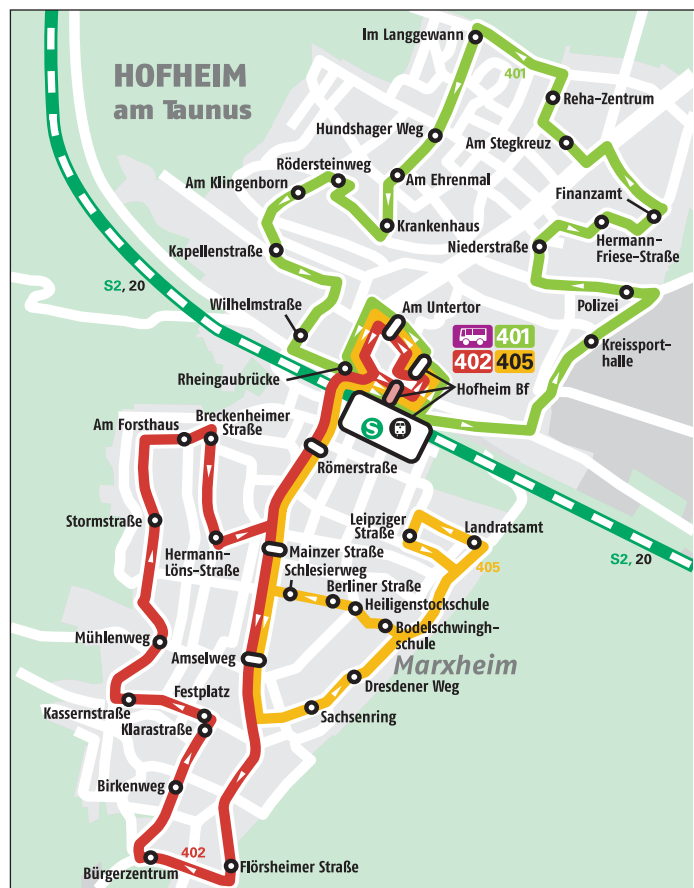 HOFHEIM
am Taunus
Im Langgewann
401
Reha-Zentrum
Hundshager Weg
Am Stegkreuz
Rödersteinweg
Am Klingenborn
Am Ehrenmal
Finanzamt
Krankenhaus
Hermann-
Friese-Straße
Niederstraße
Kapellenstraße
S2, 20
Wilhelmstraße
Am Untertor
Polizei
401
402 405
Kreissport-
halle
Rheingaubrücke
Hofheim Bf
S
Am Forsthaus
Breckenheimer
Straße
Römerstraße
Stormstraße
Leipziger
Straße
Landratsamt
Hermann-
Löns-Straße
Mainzer Straße
Schlesierweg
405
S2, 20
Berliner Straße
Heiligenstockschule
Bodelschwingh-
schule
Mühlenweg
Amselweg
Marxheim
Dresdener Weg
Festplatz
Kassernstraße
Klarastraße
Sachsenring
Birkenweg
402
Bürgerzentrum
Flörsheimer Straße